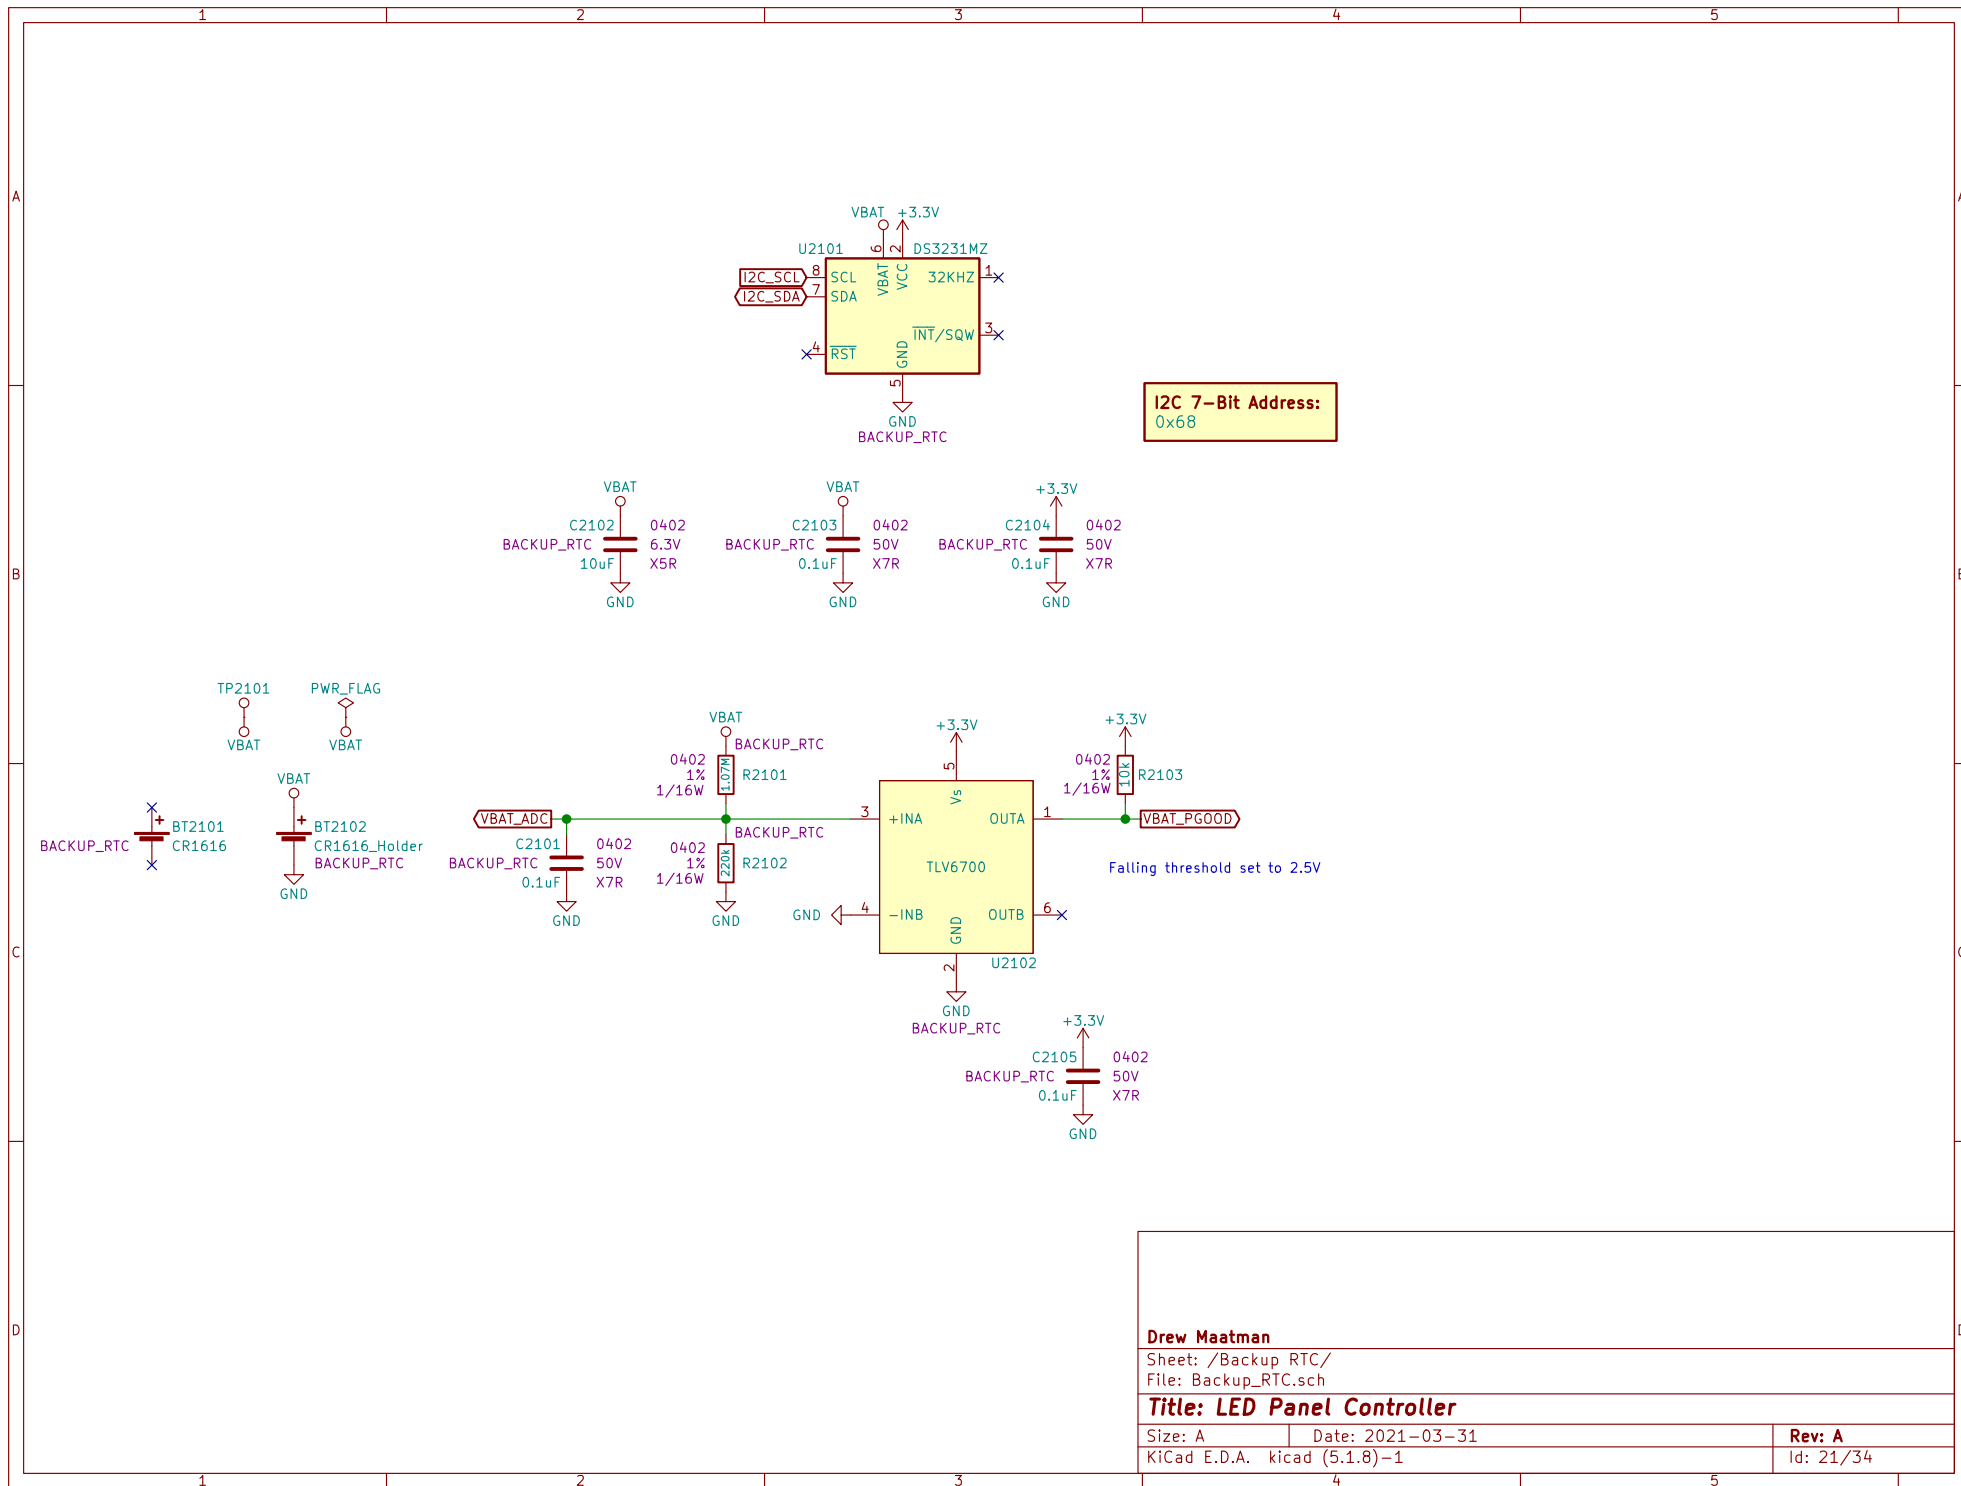 1 2 3 4 5
A
VBAT +3.3V
U2101 DS3231MZ
6 2
I2C_SCL 8 SCL VBAT VCC 32KHZ 1
I2C_SDA 7 SDA
INT/SQW 3
4 RST GND
5
GND
BACKUP_RTC
I2C 7-Bit Address:
0x68
VBAT VBAT +3.3V
C2102 0402 C2103 0402 C2104 0402
B
BACKUP_RTC 6.3V BACKUP_RTC 50V BACKUP_RTC 50V
10uF X5R 0.1uF X7R 0.1uF X7R
GND GND GND
TP2101 PWR_FLAG
VBAT VBAT
VBAT
BT2101
CR1616
BACKUP_RTC
+
VBAT
BT2102
CR1616_Holder
BACKUP_RTC
+
GND
VBAT_ADC
C2101 0402
BACKUP_RTC 50V
0.1uF X7R
GND
BACKUP_RTC
0402
1% 1.07M R2101
1/16W
BACKUP_RTC
0402
1% 220k R2102
1/16W
GND
+3.3V
5
Vs
3 +INA OUTA 1
TLV6700
GND 4 -INB OUTB 6
GND
2 U2102
GND
BACKUP_RTC
+3.3V
0402
1% 10k R2103
1/16W
VBAT_PGOOD
Falling threshold set to 2.5V
C
+3.3V
C2105 0402
BACKUP_RTC 50V
0.1uF X7R
GND
D
Drew Maatman
Sheet: /Backup RTC/
File: Backup_RTC.sch
Title: LED Panel Controller
Size: A Date: 2021-03-31 Rev: A
KiCad E.D.A. kicad (5.1.8)-1 Id: 21/34
1 2 3 4 5